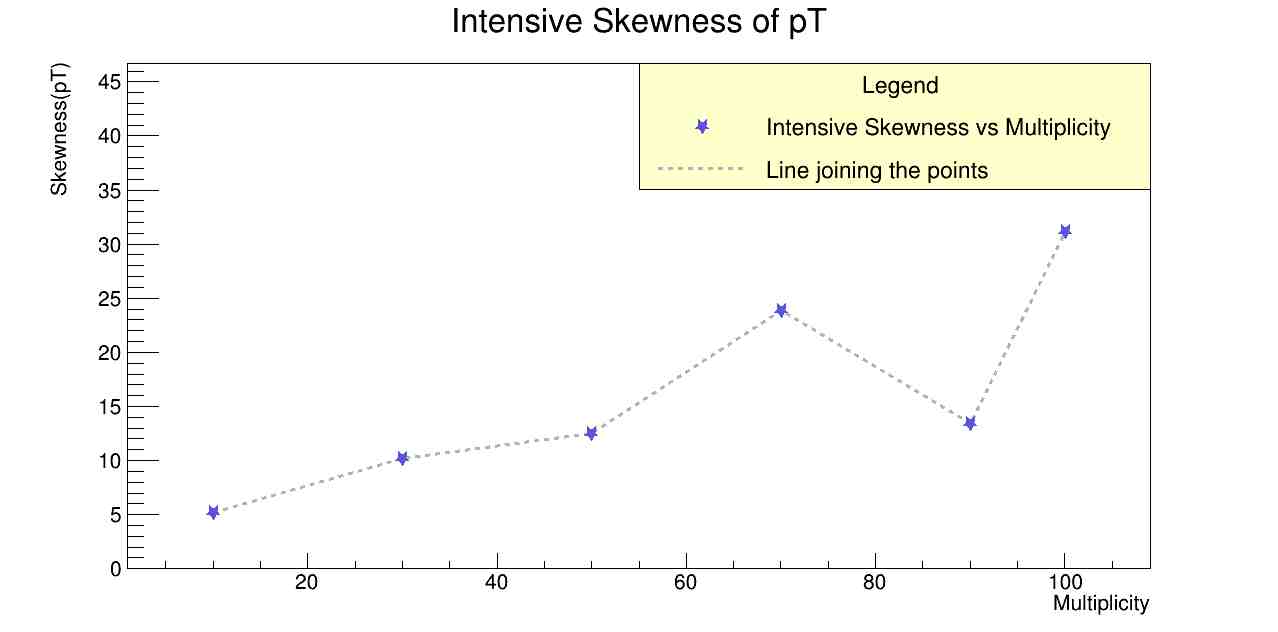 Intensive Skewness of pT
Skewness(pT)
45
40
35
30
25
20
15
10
5
0
Legend
Intensive Skewness vs Multiplicity
Line joining the points
20
40
60
80
100
Multiplicity